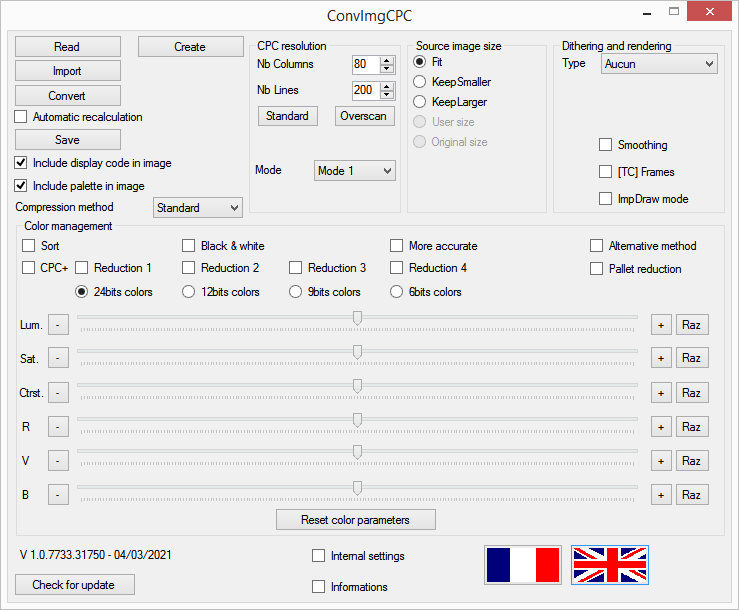 ConvImgCPC
Read
Create
Import
Convert
Automatic recalculation
Save
Include display code in image
Include palette in image
Compression method
Standard
CPC resolution
Nb Columns
80
Nb Lines
200
Standard
Overscan
Mode
Mode 1
Source image size
Fit
KeepSmaller
KeepLarger
User size
Original size
Dithering and rendering
Type
Aucun
Smoothing
[TC] Frames
ImpDraw mode
Color management
Sort
Black & white
More accurate
Alternative method
CPC+
Reduction 1
Reduction 2
Reduction 3
Reduction 4
Pallet reduction
24bits colors
12bits colors
9bits colors
6bits colors
Lum.
-
+
Raz
Sat.
-
+
Raz
Ctrst.
-
+
Raz
R
-
+
Raz
V
-
+
Raz
B
-
+
Raz
Reset color parameters
V 1.0.7733.31750 - 04/03/2021
Internal settings
Check for update
Informations